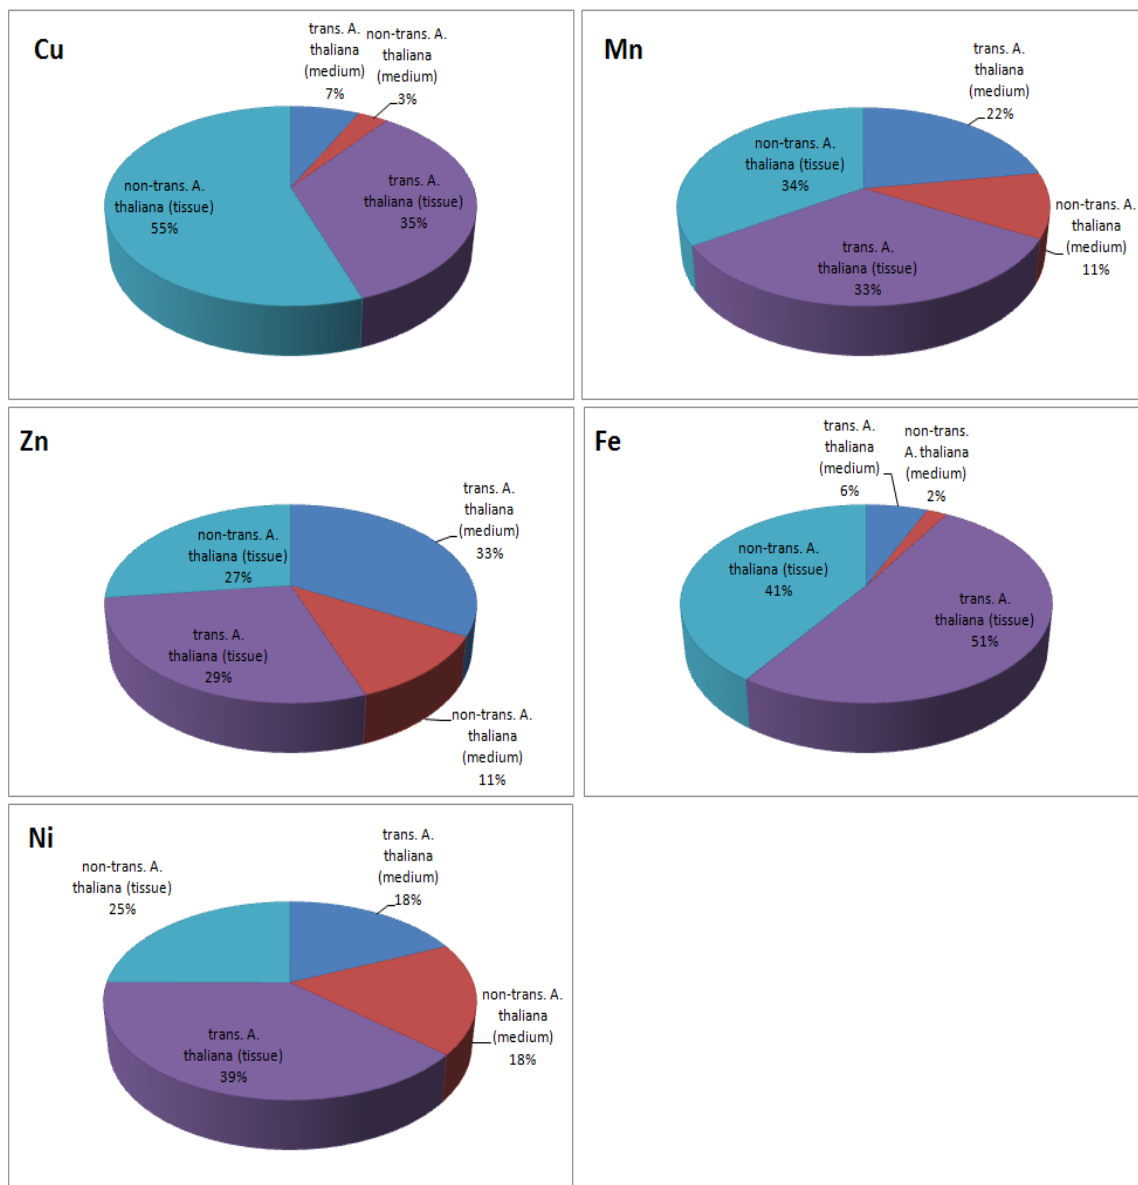 Cu
trans. A.
thaliana
(medium)
7%
non-trans. A.
thaliana
(medium)
3%
trans. A.
thaliana (tissue)
35%
non-trans. A.
thaliana (tissue)
55%
Mn
trans. A.
thaliana
(medium)
22%
non-trans. A.
thaliana
(medium)
11%
trans. A.
thaliana (tissue)
33%
non-trans. A.
thaliana (tissue)
34%
Zn
trans. A.
thaliana
(medium)
33%
non-trans. A.
thaliana
(medium)
11%
trans. A.
thaliana (tissue)
29%
non-trans. A.
thaliana (tissue)
27%
Fe
trans. A.
thaliana
(medium)
6%
non-trans.
A. thaliana
(medium)
2%
trans. A.
thaliana (tissue)
51%
non-trans. A.
thaliana (tissue)
41%
Ni
trans. A.
thaliana
(medium)
18%
non-trans. A.
thaliana
(medium)
18%
trans. A.
thaliana (tissue)
39%
non-trans. A.
thaliana (tissue)
25%